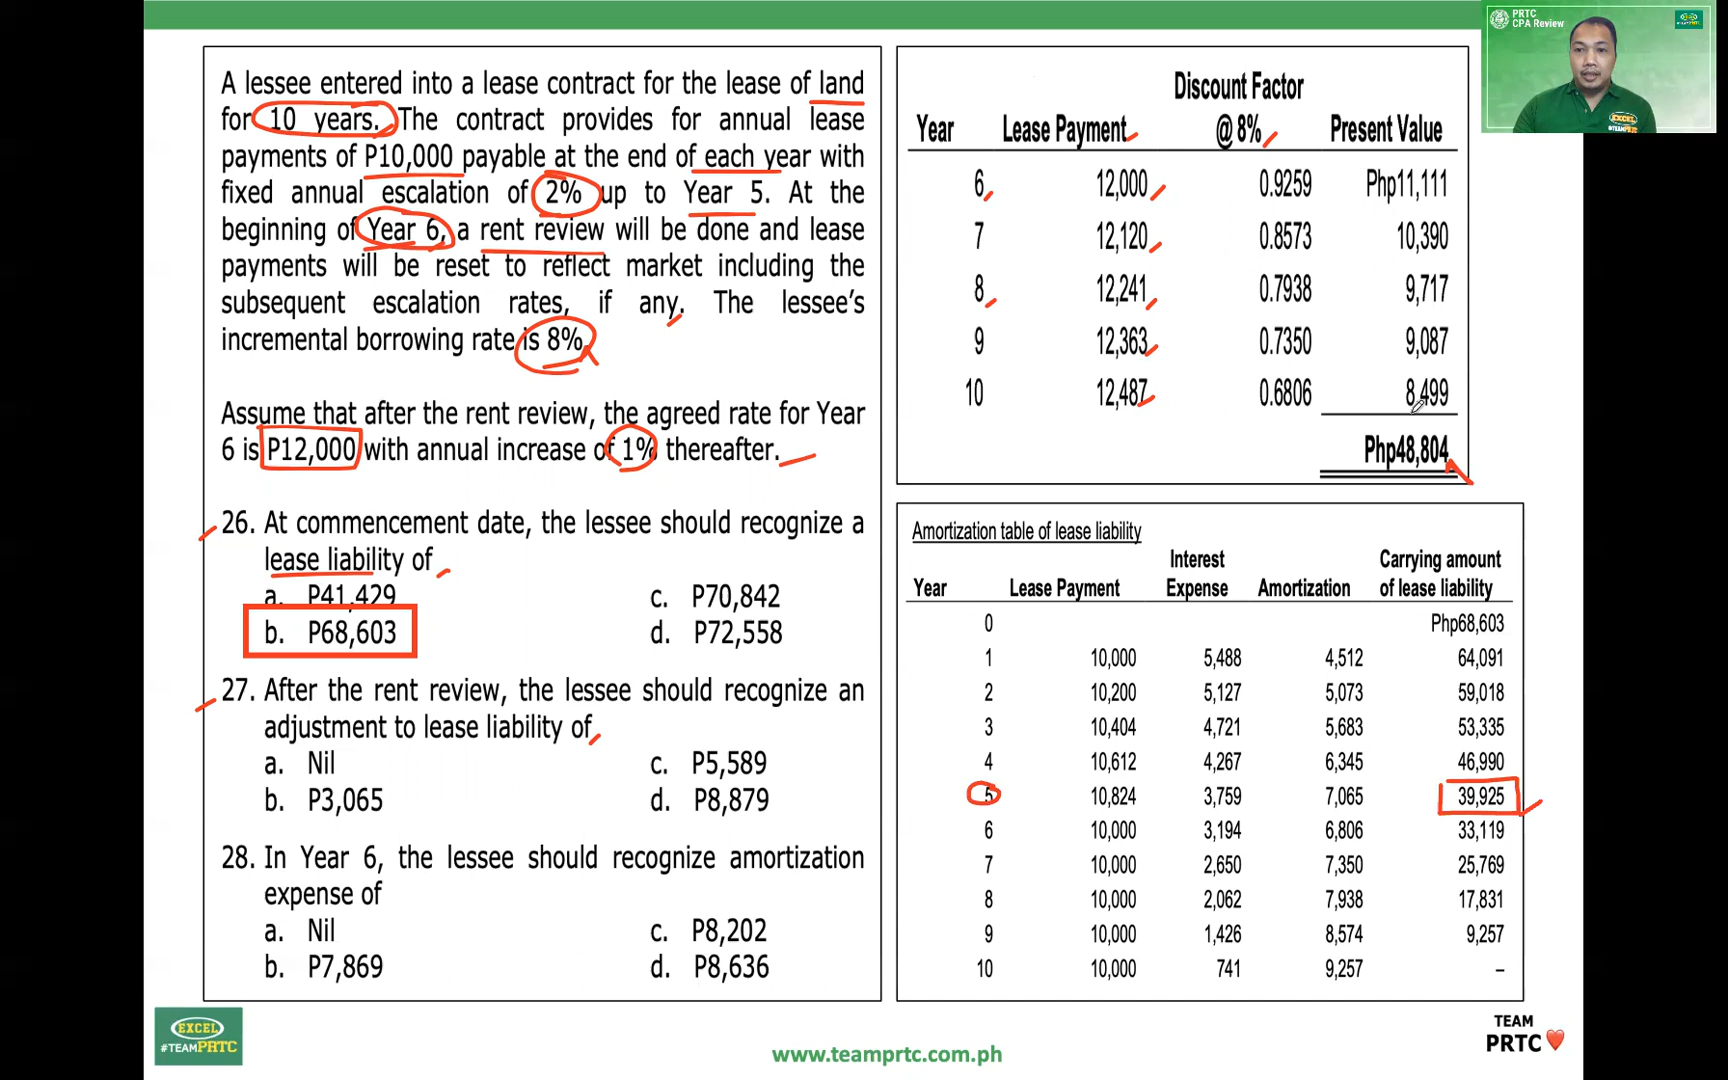 PRTC
CPA Review
A lessee entered into a lease contract for the lease of land
for 10 years. The contract provides for annual lease
payments of P10,000 payable at the end of each year with
fixed annual escalation of 2% up to Year 5. At the
beginning of Year 6, a rent review will be done and lease
payments will be reset to reflect market including the
subsequent escalation rates, if any. The lessee's
incremental borrowing rate is 8%.
Assume that after the rent review, the agreed rate for Year
6 is P12,000 with annual increase of 1% thereafter.
26. At commencement date, the lessee should recognize a
lease liability of
a. P41,429 c. P70,842
b. P68,603 d. P72,558
27. After the rent review, the lessee should recognize an
adjustment to lease liability of
a. Nil c. P5,589
b. P3,065 d. P8,879
28. In Year 6, the lessee should recognize amortization
expense of
a. Nil c. P8,202
b. P7,869 d. P8,636
Discount Factor
Year Lease Payment @ 8% Present Value
6 12,000 0.9259 Php11,111
7 12,120 0.8573 10,390
8 12,241 0.7938 9,717
9 12,363 0.7350 9,087
10 12,487 0.6806 8,499
Php48,804
Amortization table of lease liability
Interest Carrying amount
Year Lease Payment Expense Amortization of lease liability
0 Php68,603
1 10,000 5,488 4,512 64,091
2 10,200 5,127 5,073 59,018
3 10,404 4,721 5,683 53,335
4 10,612 4,267 6,345 46,990
5 10,824 3,759 7,065 39,925
6 10,000 3,194 6,806 33,119
7 10,000 2,650 7,350 25,769
8 10,000 2,062 7,938 17,831
9 10,000 1,426 8,574 9,257
10 10,000 741 9,257 –
EXCEL
#TEAMPRTC
www.teamprtc.com.ph
TEAM
PRTC